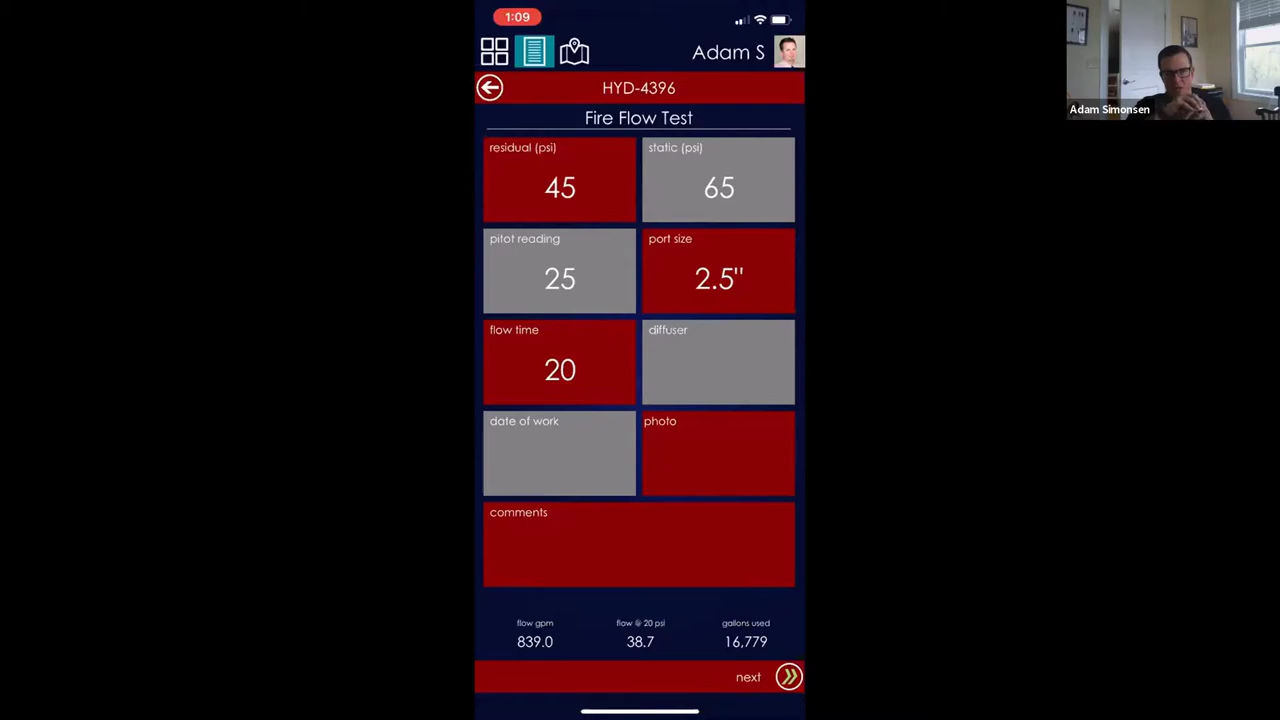 1:09
Adam S
HYD-4396
Fire Flow Test
residual (psi)
45
static (psi)
65
pitot reading
25
port size
2.5"
flow time
20
diffuser
date of work
photo
comments
flow gpm
839.0
flow @ 20 psi
38.7
gallons used
16,779
next
Adam Simonsen